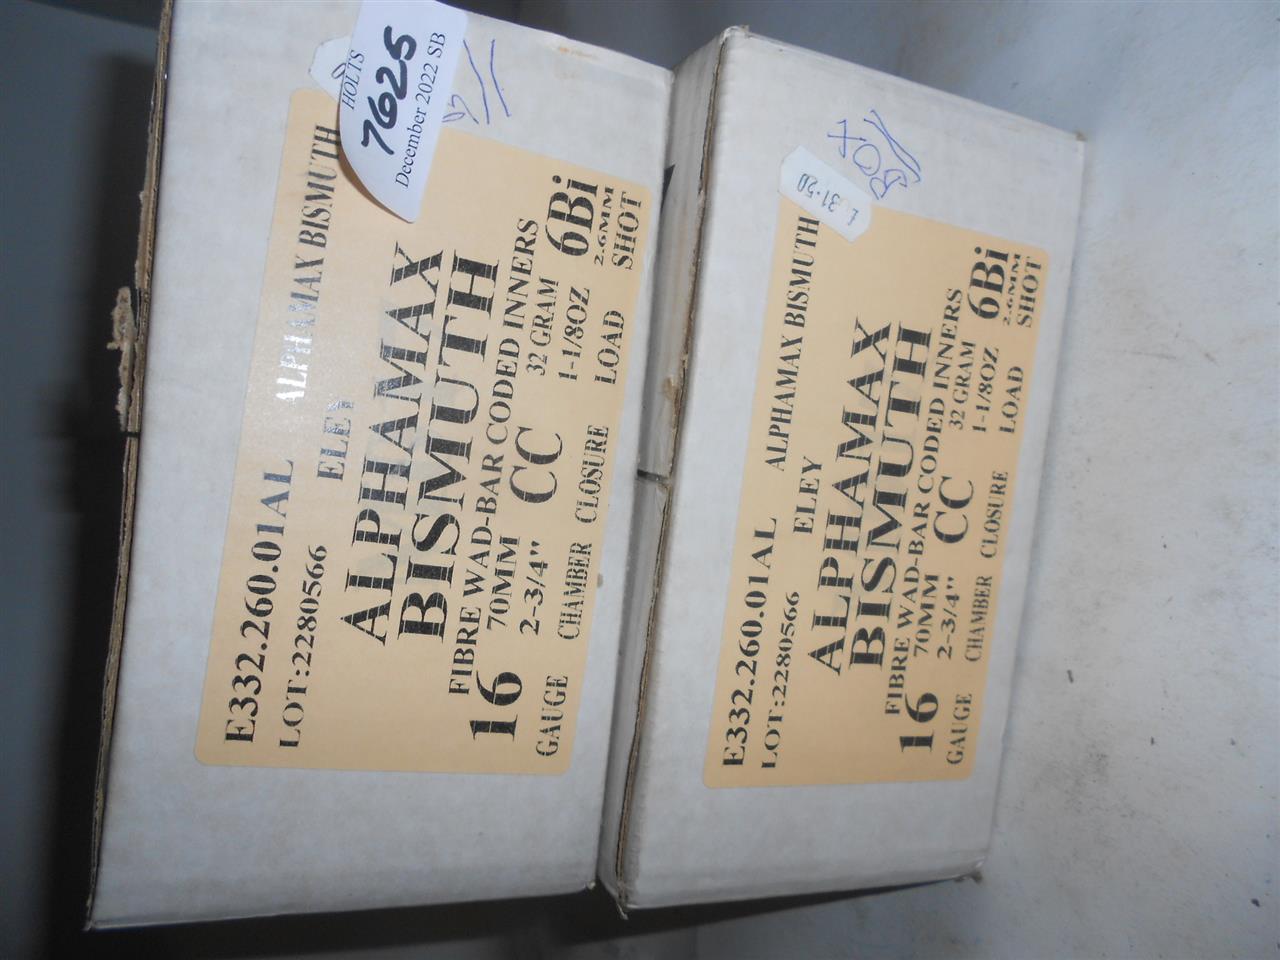 HOLTS
7625
December 2022 SB
E332.260.01AL
ALPHAMAX BISMUTH
LOT:2280566
ELEY
ALPHAMAX
BISMUTH
FIBRE WAD-BAR CODED INNERS
16 70MM CC 32 GRAM 6Bi
2-3/4" 1-1/8OZ 2.6MM
GAUGE CHAMBER CLOSURE LOAD SHOT
BOX
31·50
E332.260.01AL
ALPHAMAX BISMUTH
LOT:2280566
ELEY
ALPHAMAX
BISMUTH
FIBRE WAD-BAR CODED INNERS
16 70MM CC 32 GRAM 6Bi
2-3/4" 1-1/8OZ 2.6MM
GAUGE CHAMBER CLOSURE LOAD SHOT